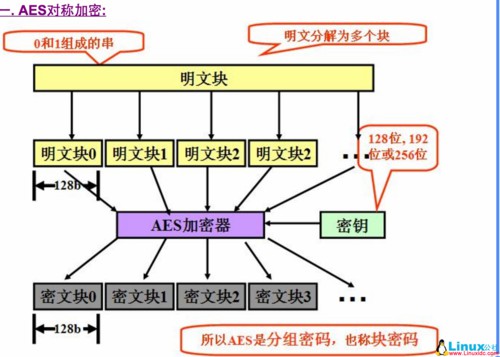 一. AES对称加密:
0和1组成的串
明文分解为多个块
明文块
明文块0
明文块1
明文块2
明文块2
...
128位, 192
位或256位
128b
AES加密器
密钥
密文块0
密文块1
密文块2
密文块3
...
128b
所以AES是分组密码，也称块密码
Linux公社
www.Linuxidc.com